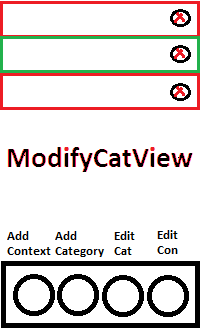 X
X
X
ModifyCatView
Add Add Edit Edit
Context Category Cat Con